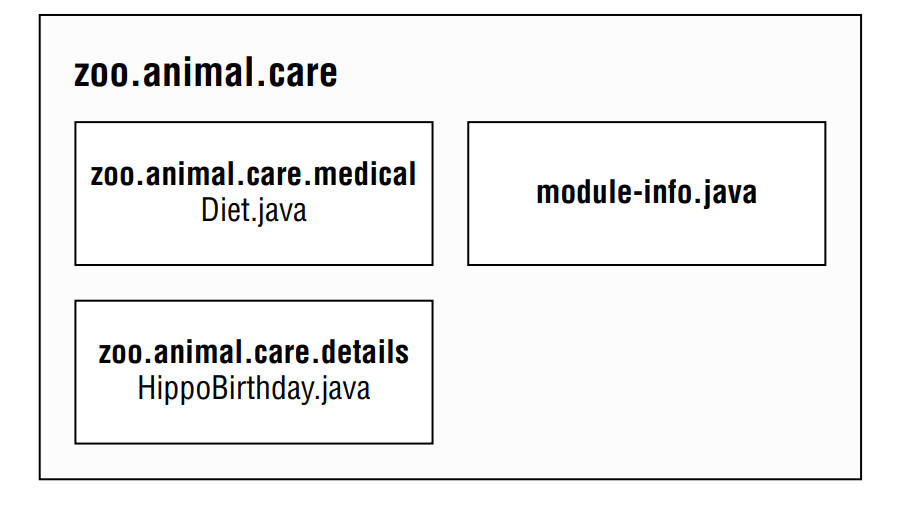 zoo.animal.care
zoo.animal.care.medical
Diet.java
module-info.java
zoo.animal.care.details
HippoBirthday.java